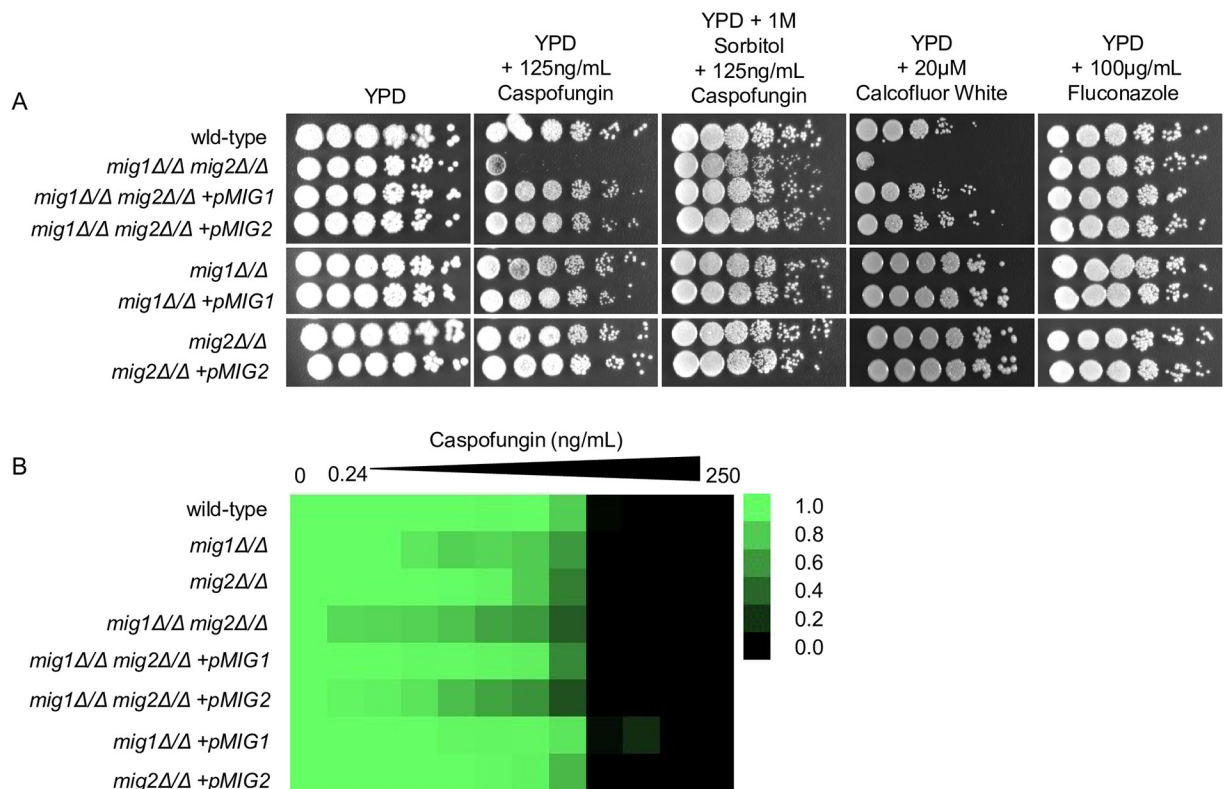 A
YPD
YPD
+ 125ng/mL
Caspofungin
YPD + 1M
Sorbitol
+ 125ng/mL
Caspofungin
YPD
+ 20µM
Calcofluor White
YPD
+ 100µg/mL
Fluconazole
wld-type
mig1Δ/Δ mig2Δ/Δ
mig1Δ/Δ mig2Δ/Δ +pMIG1
mig1Δ/Δ mig2Δ/Δ +pMIG2
mig1Δ/Δ
mig1Δ/Δ +pMIG1
mig2Δ/Δ
mig2Δ/Δ +pMIG2
B
Caspofungin (ng/mL)
0 0.24 250
wild-type
mig1Δ/Δ
mig2Δ/Δ
mig1Δ/Δ mig2Δ/Δ
mig1Δ/Δ mig2Δ/Δ +pMIG1
mig1Δ/Δ mig2Δ/Δ +pMIG2
mig1Δ/Δ +pMIG1
mig2Δ/Δ +pMIG2
1.0
0.8
0.6
0.4
0.2
0.0